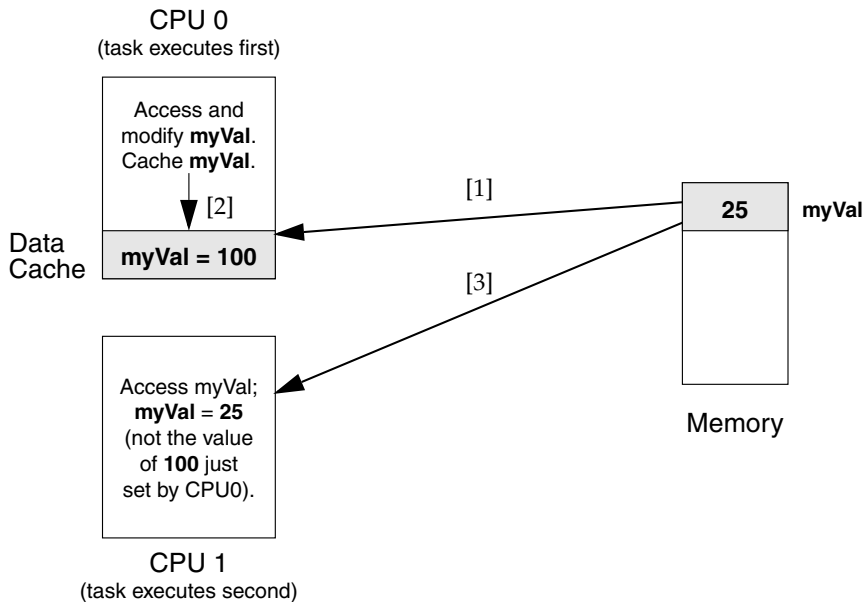 CPU 0
(task executes first)
Access and
modify myVal.
Cache myVal.
[2]
Data
Cache
myVal = 100
[1]
25
myVal
[3]
Access myVal;
myVal = 25
(not the value
of 100 just
set by CPU0).
Memory
CPU 1
(task executes second)